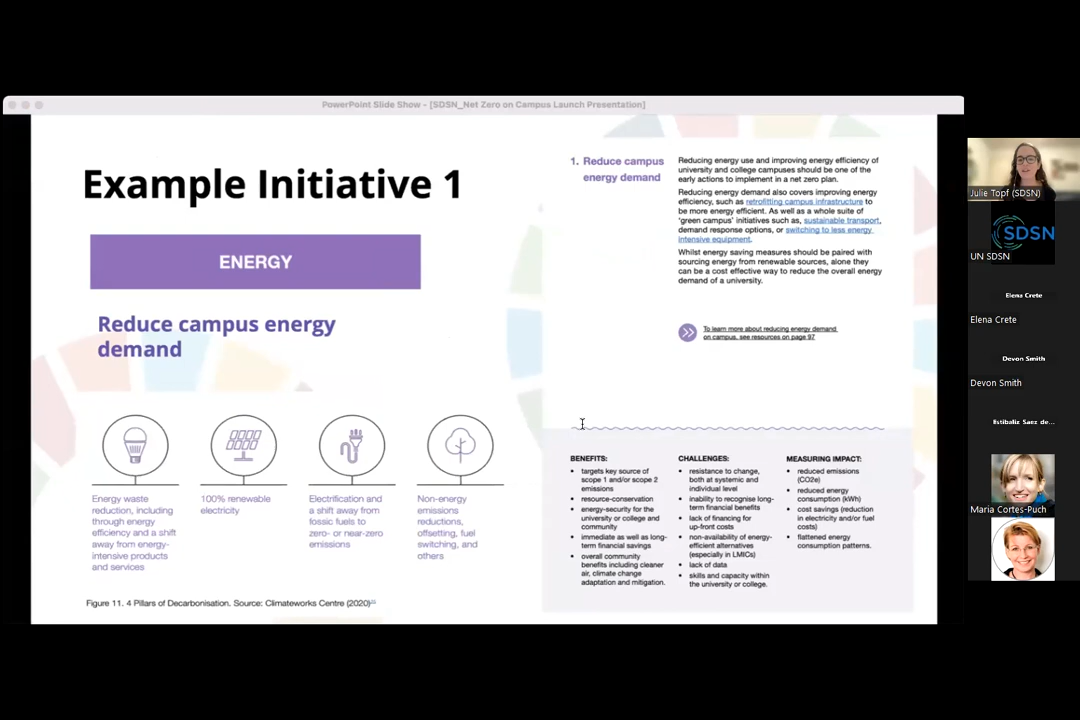 PowerPoint Slide Show - [SDSN_Net Zero on Campus Launch Presentation]
Example Initiative 1
ENERGY
Reduce campus energy
demand
Energy waste
reduction, including
through energy
efficiency and a shift
away from energy-
intensive products
and services
100% renewable
electricity
Electrification and
a shift away from
fossic fuels to
zero- or near-zero
emissions
Non-energy
emissions
reductions,
offsetting, fuel
switching, and
others
Figure 11. 4 Pillars of Decarbonisation. Source: Climateworks Centre (2020)
1. Reduce campus
energy demand
Reducing energy use and improving energy efficiency of
university and college campuses should be one of the
early actions to implement in a net zero plan.
Reducing energy demand also covers improving energy
efficiency, such as retrofitting campus infrastructure to
be more energy efficient. As well as a whole suite of
'green campus' initiatives such as, sustainable transport,
demand response options, or switching to less energy
intensive equipment.
Whilst energy saving measures should be paired with
sourcing energy from renewable sources, alone they
can be a cost effective way to reduce the overall energy
demand of a university.
To learn more about reducing energy demand
on campus, see resources on page 97
BENEFITS:
• targets key source of
scope 1 and/or scope 2
emissions
• resource-conservation
• energy-security for the
university or college and
community
• immediate as well as long-
term financial savings
• overall community
benefits including cleaner
air, climate change
adaptation and mitigation.
CHALLENGES:
• resistance to change,
both at systemic and
individual level
• inability to recognise long-
term financial benefits
• lack of financing for
up-front costs
• non-availability of energy-
efficient alternatives
(especially in LMICs)
• lack of data
• skills and capacity within
the university or college.
MEASURING IMPACT:
• reduced emissions
(CO2e)
• reduced energy
consumption (kWh)
• cost savings (reduction
in electricity and/or fuel
costs)
• flattened energy
consumption patterns.
Julie Topf (SDSN)
SDSN
UN SDSN
Elena Crete
Elena Crete
Devon Smith
Devon Smith
Estibaliz Saez de...
Maria Cortes-Puch